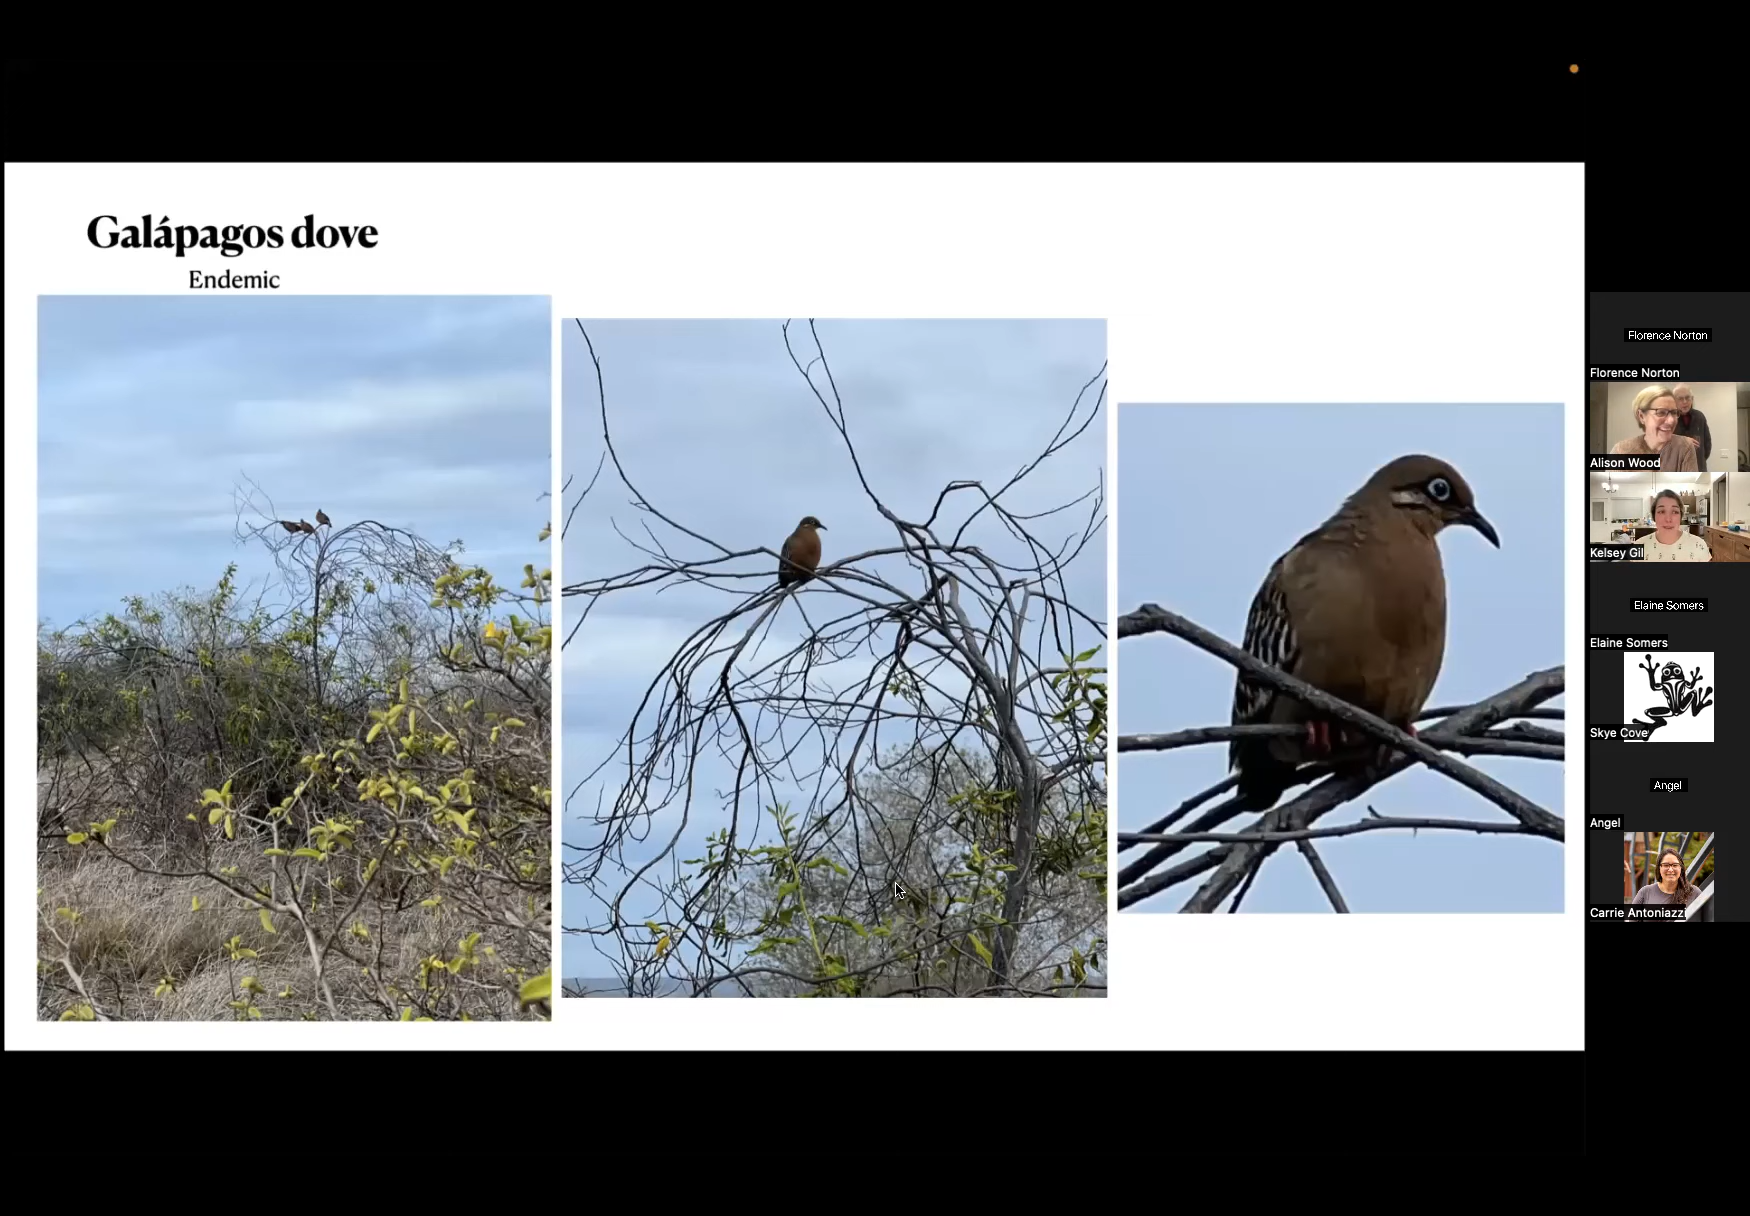 Galápagos dove
Endemic
Florence Norton
Florence Norton
Alison Wood
Kelsey Gil
Elaine Somers
Elaine Somers
Skye Cove
Angel
Angel
Carrie Antoniazzi